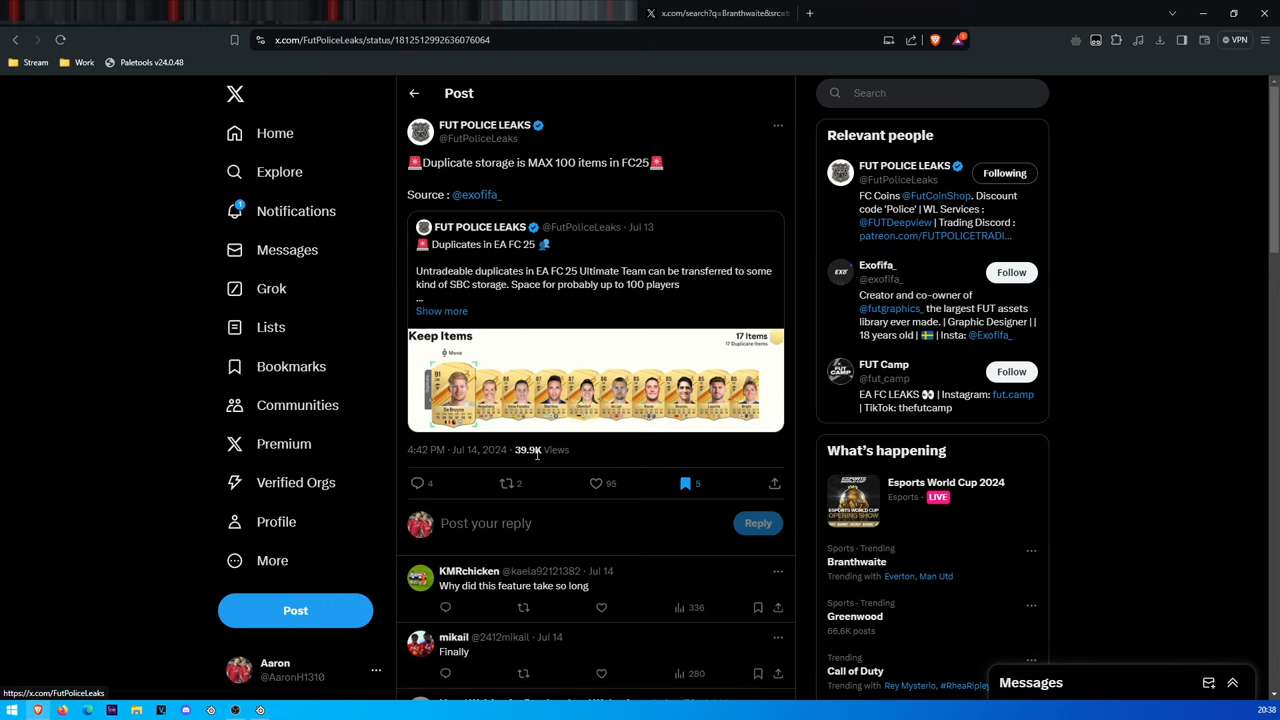 x.com/search?q=Branthwaite&src=t
x.com/FutPoliceLeaks/status/1812512992636076064
VPN
Stream
Work
Paletools v24.0.48
Home
Explore
Notifications
1
Messages
Grok
Lists
Bookmarks
Communities
Premium
Verified Orgs
Profile
More
Post
Aaron
@AaronH1310
https://x.com/FutPoliceLeaks
Post
FUT POLICE LEAKS
@FutPoliceLeaks
🚨Duplicate storage is MAX 100 items in FC25🚨
Source : @exofifa_
FUT POLICE LEAKS @FutPoliceLeaks · Jul 13
🚨 Duplicates in EA FC 25 👥
Untradeable duplicates in EA FC 25 Ultimate Team can be transferred to some
kind of SBC storage. Space for probably up to 100 players
...
Show more
Keep Items
17 Items
17 Duplicate Items
Move
91
De Bruyne
4:42 PM · Jul 14, 2024 · 39.9K Views
4 2 95 5
Post your reply
Reply
KMRchicken @kaela92121382 · Jul 14
Why did this feature take so long
336
mikail @2412mikail · Jul 14
Finally
280
Search
Relevant people
FUT POLICE LEAKS
@FutPoliceLeaks
Following
FC Coins @FutCoinShop. Discount
code 'Police' | WL Services :
@FUTDeepview | Trading Discord :
patreon.com/FUTPOLICETRADI...
Exofifa_
@exofifa_
Follow
Creator and co-owner of
@futgraphics_ the largest FUT assets
library ever made. | Graphic Designer | |
18 years old | 🇸🇪 | Insta: @Exofifa_
FUT Camp
@fut_camp
Follow
EA FC LEAKS 👀 | Instagram: fut.camp
| TikTok: thefutcamp
What's happening
Esports World Cup 2024
Esports · LIVE
Sports · Trending
Branthwaite
Trending with Everton, Man Utd
Sports · Trending
Greenwood
66.6K posts
Trending
Call of Duty
Trending with Rey Mysterio, #RheaRipley
Messages
20:38